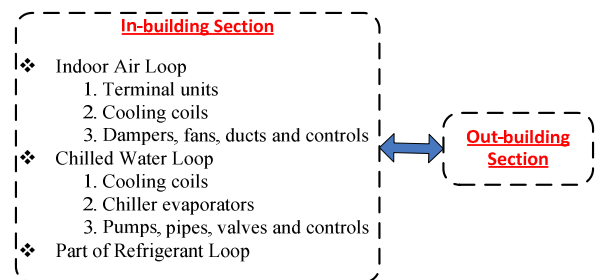 In-building Section
❖ Indoor Air Loop
1. Terminal units
2. Cooling coils
3. Dampers, fans, ducts and controls
❖ Chilled Water Loop
1. Cooling coils
2. Chiller evaporators
3. Pumps, pipes, valves and controls
❖ Part of Refrigerant Loop
Out-building
Section